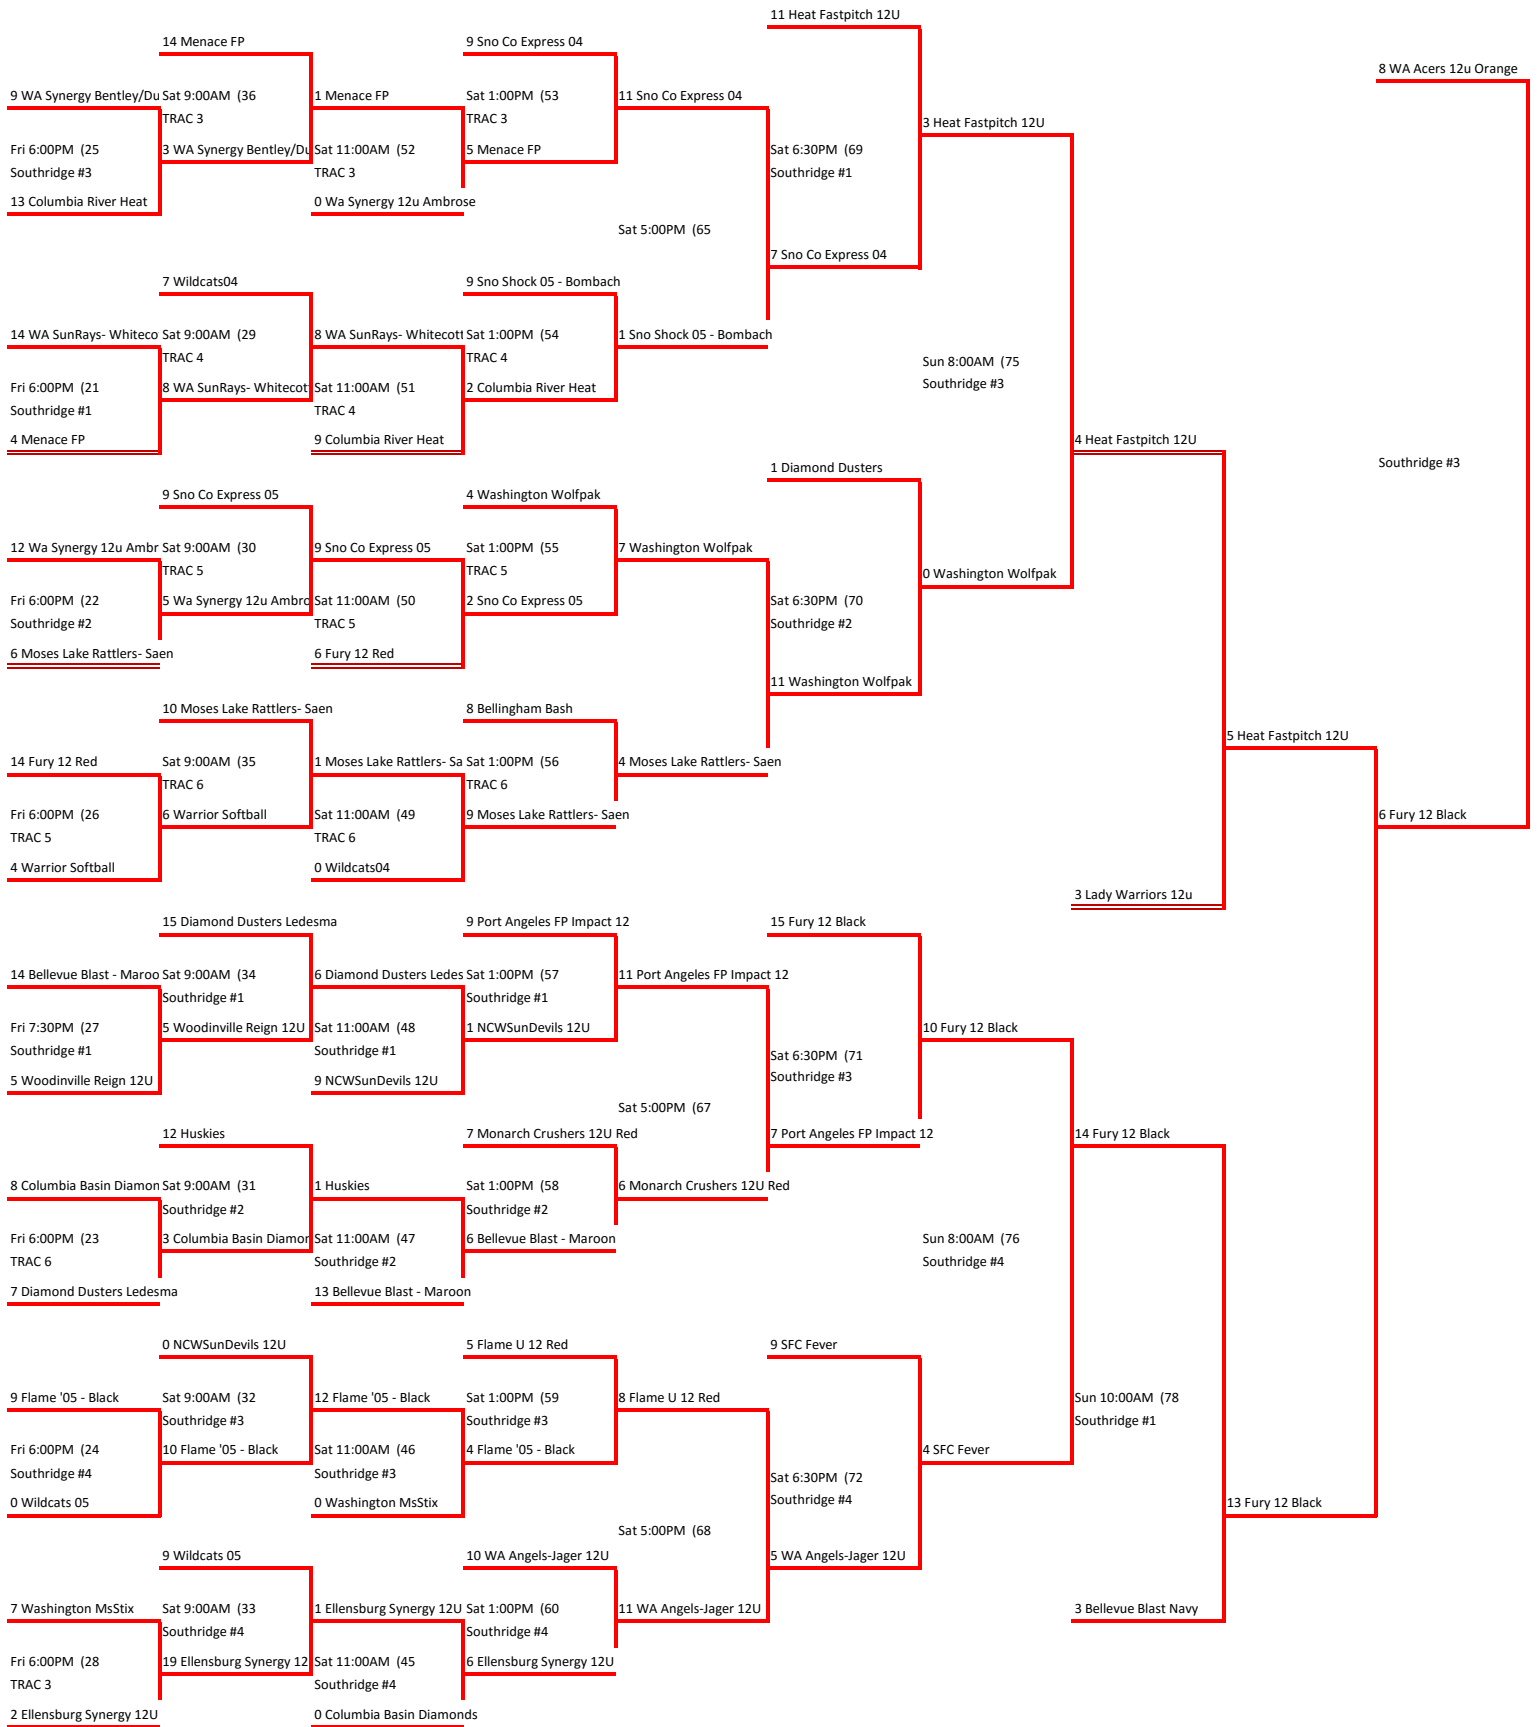 11 Heat Fastpitch 12U
14 Menace FP
9 Sno Co Express 04
8 WA Acers 12u Orange
9 WA Synergy Bentley/Du
Sat 9:00AM (36
1 Menace FP
Sat 1:00PM (53
11 Sno Co Express 04
TRAC 3
TRAC 3
3 Heat Fastpitch 12U
Fri 6:00PM (25
3 WA Synergy Bentley/Du
Sat 11:00AM (52
5 Menace FP
Sat 6:30PM (69
Southridge #3
TRAC 3
Southridge #1
13 Columbia River Heat
0 Wa Synergy 12u Ambrose
Sat 5:00PM (65
7 Sno Co Express 04
7 Wildcats04
9 Sno Shock 05 - Bombach
14 WA SunRays- Whiteco
Sat 9:00AM (29
8 WA SunRays- Whitecott
Sat 1:00PM (54
1 Sno Shock 05 - Bombach
TRAC 4
TRAC 4
Sun 8:00AM (75
Fri 6:00PM (21
8 WA SunRays- Whitecott
Sat 11:00AM (51
2 Columbia River Heat
Southridge #3
Southridge #1
TRAC 4
4 Menace FP
9 Columbia River Heat
4 Heat Fastpitch 12U
1 Diamond Dusters
Southridge #3
9 Sno Co Express 05
4 Washington Wolfpak
12 Wa Synergy 12u Ambr
Sat 9:00AM (30
9 Sno Co Express 05
Sat 1:00PM (55
7 Washington Wolfpak
TRAC 5
TRAC 5
0 Washington Wolfpak
Fri 6:00PM (22
5 Wa Synergy 12u Ambro
Sat 11:00AM (50
2 Sno Co Express 05
Sat 6:30PM (70
Southridge #2
TRAC 5
Southridge #2
6 Moses Lake Rattlers- Saen
6 Fury 12 Red
11 Washington Wolfpak
10 Moses Lake Rattlers- Saen
8 Bellingham Bash
5 Heat Fastpitch 12U
14 Fury 12 Red
Sat 9:00AM (35
1 Moses Lake Rattlers- Sa
Sat 1:00PM (56
4 Moses Lake Rattlers- Saen
TRAC 6
TRAC 6
Fri 6:00PM (26
6 Warrior Softball
Sat 11:00AM (49
9 Moses Lake Rattlers- Saen
6 Fury 12 Black
TRAC 5
TRAC 6
4 Warrior Softball
0 Wildcats04
3 Lady Warriors 12u
15 Diamond Dusters Ledesma
9 Port Angeles FP Impact 12
15 Fury 12 Black
14 Bellevue Blast - Maroo
Sat 9:00AM (34
6 Diamond Dusters Ledes
Sat 1:00PM (57
11 Port Angeles FP Impact 12
Southridge #1
Southridge #1
Fri 7:30PM (27
5 Woodinville Reign 12U
Sat 11:00AM (48
1 NCWSunDevils 12U
10 Fury 12 Black
Southridge #1
Southridge #1
Sat 6:30PM (71
Southridge #3
5 Woodinville Reign 12U
9 NCWSunDevils 12U
Sat 5:00PM (67
12 Huskies
7 Monarch Crushers 12U Red
7 Port Angeles FP Impact 12
14 Fury 12 Black
8 Columbia Basin Diamon
Sat 9:00AM (31
1 Huskies
Sat 1:00PM (58
6 Monarch Crushers 12U Red
Southridge #2
Southridge #2
Fri 6:00PM (23
3 Columbia Basin Diamor
Sat 11:00AM (47
6 Bellevue Blast - Maroon
Sun 8:00AM (76
TRAC 6
Southridge #2
Southridge #4
7 Diamond Dusters Ledesma
13 Bellevue Blast - Maroon
0 NCWSunDevils 12U
5 Flame U 12 Red
9 SFC Fever
9 Flame '05 - Black
Sat 9:00AM (32
12 Flame '05 - Black
Sat 1:00PM (59
8 Flame U 12 Red
Sun 10:00AM (78
Southridge #3
Southridge #3
Southridge #1
Fri 6:00PM (24
10 Flame '05 - Black
Sat 11:00AM (46
4 Flame '05 - Black
4 SFC Fever
Southridge #4
Southridge #3
Sat 6:30PM (72
Southridge #4
0 Wildcats 05
0 Washington MsStix
13 Fury 12 Black
Sat 5:00PM (68
9 Wildcats 05
10 WA Angels-Jager 12U
5 WA Angels-Jager 12U
7 Washington MsStix
Sat 9:00AM (33
1 Ellensburg Synergy 12U
Sat 1:00PM (60
11 WA Angels-Jager 12U
3 Bellevue Blast Navy
Southridge #4
Southridge #4
Fri 6:00PM (28
19 Ellensburg Synergy 12
Sat 11:00AM (45
6 Ellensburg Synergy 12U
TRAC 3
Southridge #4
2 Ellensburg Synergy 12U
0 Columbia Basin Diamonds